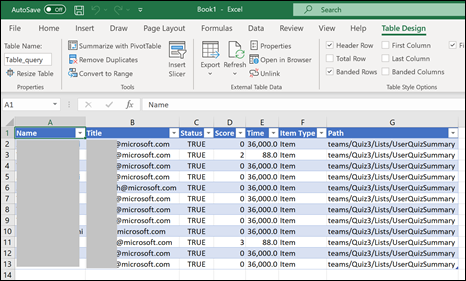 AutoSave Off Book1 - Excel
File Home Insert Draw Page Layout Formulas Data Review View Help Table Design
Table Name: Summarize with PivotTable Properties Header Row First Column
Table_query Remove Duplicates Insert Slicer Export Refresh Open in Browser Total Row Last Column
Resize Table Convert to Range Unlink Banded Rows Banded Columns
Properties Tools External Table Data Table Style Options
A1 fx Name
A B C D E F G
1 Name Title Status Score Time Item Type Path
2 @microsoft.com TRUE 0 36,000.0 Item teams/Quiz3/Lists/UserQuizSummary
3 @microsoft.com TRUE 2 88.0 Item teams/Quiz3/Lists/UserQuizSummary
4 @microsoft.com TRUE 0 36,000.0 Item teams/Quiz3/Lists/UserQuizSummary
5 @microsoft.com TRUE 0 36,000.0 Item teams/Quiz3/Lists/UserQuizSummary
6 h@microsoft.com TRUE 0 36,000.0 Item teams/Quiz3/Lists/UserQuizSummary
7 @microsoft.com TRUE 0 36,000.0 Item teams/Quiz3/Lists/UserQuizSummary
8 @microsoft.com TRUE 0 36,000.0 Item teams/Quiz3/Lists/UserQuizSummary
9 @microsoft.com TRUE 0 36,000.0 Item teams/Quiz3/Lists/UserQuizSummary
10 @microsoft.com TRUE 0 36,000.0 Item teams/Quiz3/Lists/UserQuizSummary
11 @microsoft.com TRUE 3 88.0 Item teams/Quiz3/Lists/UserQuizSummary
12 @microsoft.com TRUE 0 36,000.0 Item teams/Quiz3/Lists/UserQuizSummary
13 @microsoft.com TRUE 0 36,000.0 Item teams/Quiz3/Lists/UserQuizSummary
14